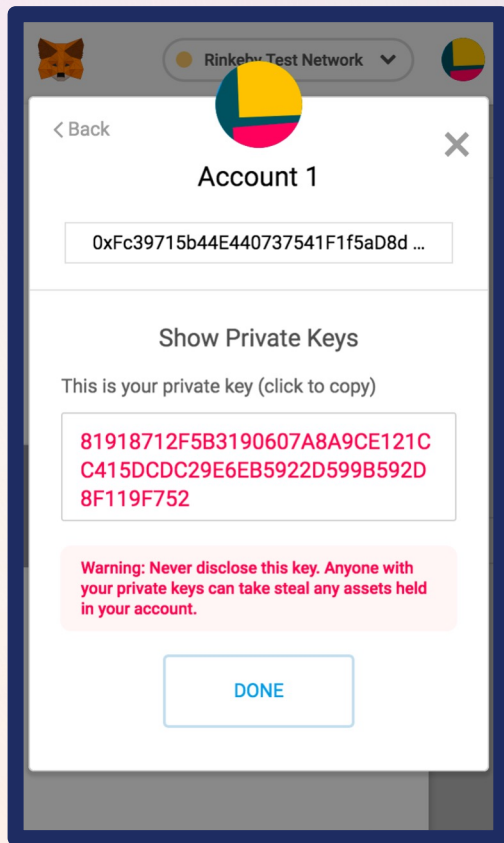 Rinkeby Test Network
< Back
Account 1
0xFc39715b44E440737541F1f5aD8d ...
Show Private Keys
This is your private key (click to copy)
81918712F5B3190607A8A9CE121C
C415DCDC29E6EB5922D599B592D
8F119F752
Warning: Never disclose this key. Anyone with
your private keys can take steal any assets held
in your account.
DONE